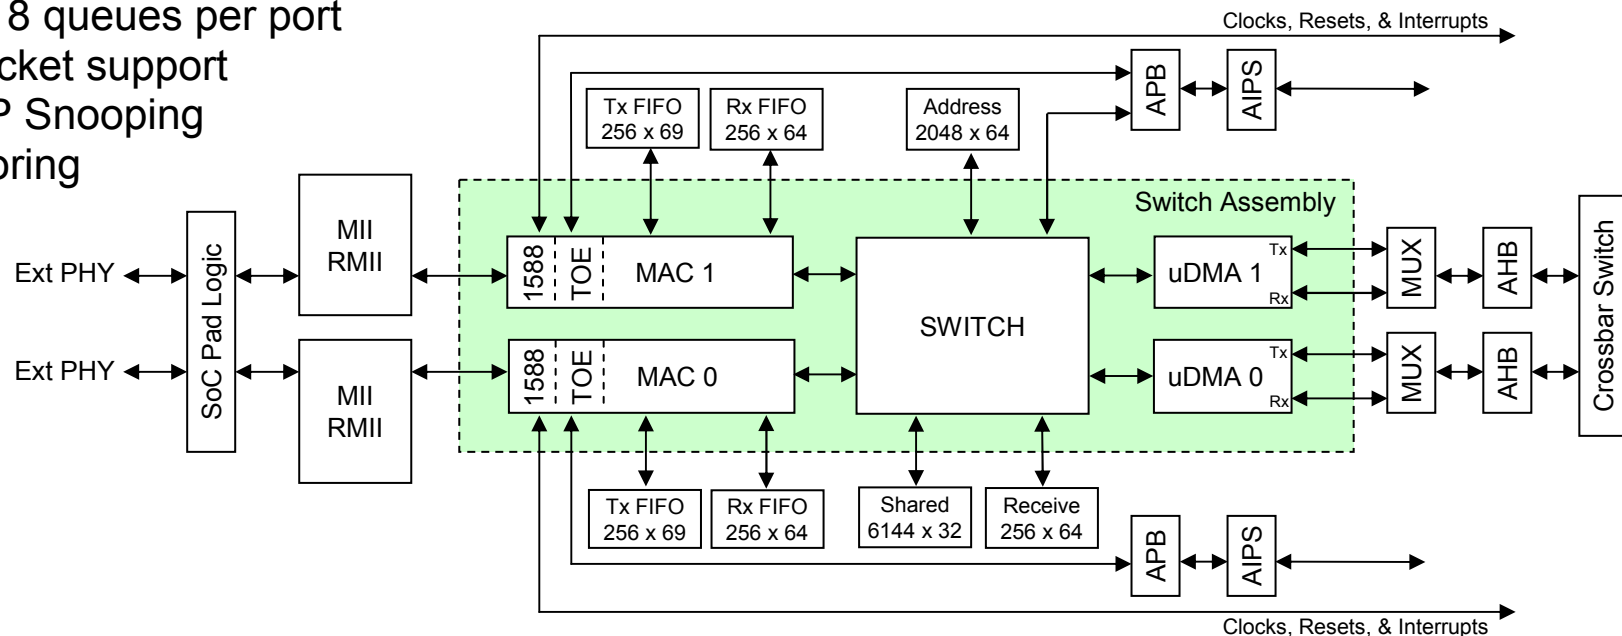 8 queues per port
cket support
P Snooping
oring
Clocks, Resets, & Interrupts
APB
AIPS
Tx FIFO
256 x 69
Rx FIFO
256 x 64
Address
2048 x 64
Switch Assembly
MII
RMII
SoC Pad Logic
Ext PHY
1588
TOE
MAC 1
SWITCH
uDMA 1
Tx
Rx
MUX
AHB
Crossbar Switch
Ext PHY
MII
RMII
1588
TOE
MAC 0
uDMA 0
Tx
Rx
MUX
AHB
Tx FIFO
256 x 69
Rx FIFO
256 x 64
Shared
6144 x 32
Receive
256 x 64
APB
AIPS
Clocks, Resets, & Interrupts